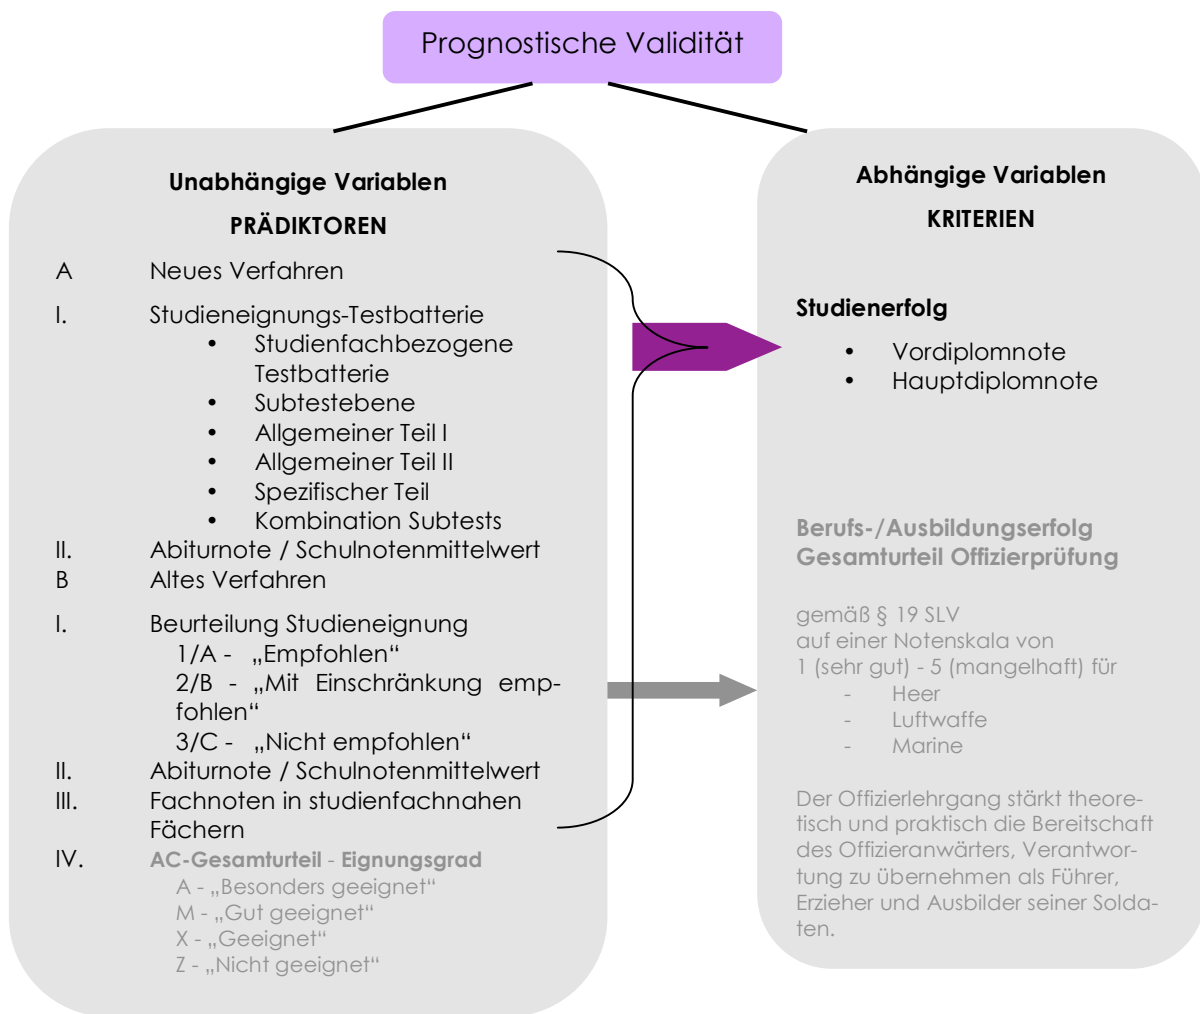 Prognostische Validität
Unabhängige Variablen
PRÄDIKTOREN
A Neues Verfahren
I. Studieneignungs-Testbatterie
• Studienfachbezogene
Testbatterie
• Subtestebene
• Allgemeiner Teil I
• Allgemeiner Teil II
• Spezifischer Teil
• Kombination Subtests
II. Abiturnote / Schulnotenmittelwert
B Altes Verfahren
I. Beurteilung Studieneignung
1/A - „Empfohlen“
2/B - „Mit Einschränkung emp-
fohlen“
3/C - „Nicht empfohlen“
II. Abiturnote / Schulnotenmittelwert
III. Fachnoten in studienfachnahen
Fächern
IV. AC-Gesamturteil - Eignungsgrad
A - „Besonders geeignet“
M - „Gut geeignet“
X - „Geeignet“
Z - „Nicht geeignet“
Abhängige Variablen
KRITERIEN
Studienerfolg
• Vordiplomnote
• Hauptdiplomnote
Berufs-/Ausbildungserfolg
Gesamturteil Offizierprüfung
gemäß § 19 SLV
auf einer Notenskala von
1 (sehr gut) - 5 (mangelhaft) für
- Heer
- Luftwaffe
- Marine
Der Offizierlehrgang stärkt theore-
tisch und praktisch die Bereitschaft
des Offizieranwärters, Verantwor-
tung zu übernehmen als Führer,
Erzieher und Ausbilder seiner Solda-
ten.